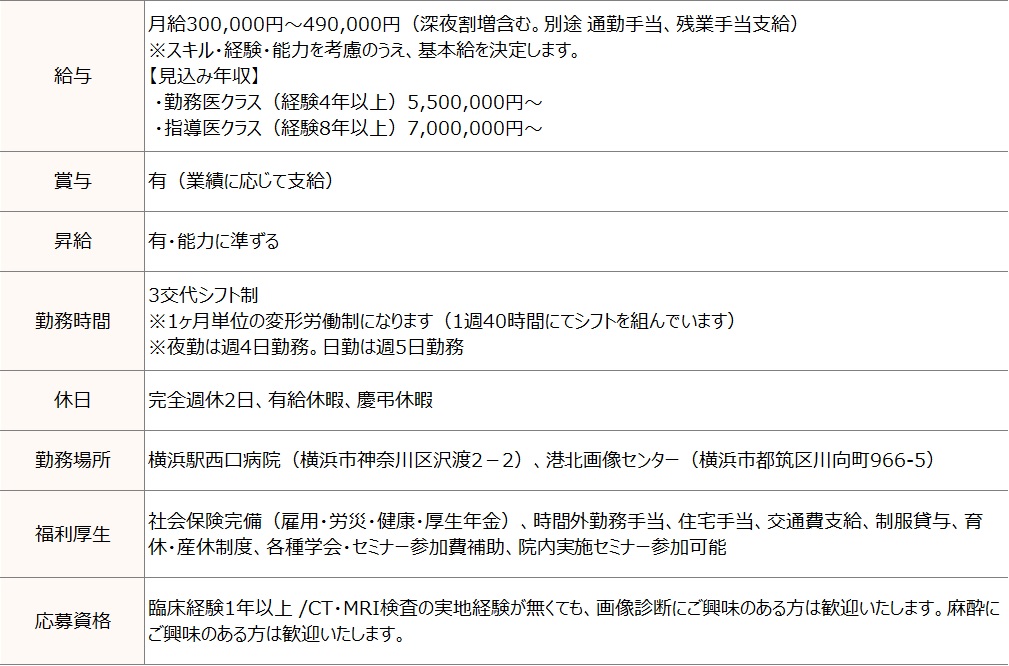 給与
月給300,000円～490,000円（深夜割増含む。別途 通勤手当、残業手当支給）
※スキル・経験・能力を考慮のうえ、基本給を決定します。
【見込み年収】
・勤務医クラス（経験4年以上）5,500,000円～
・指導医クラス（経験8年以上）7,000,000円～
賞与
有（業績に応じて支給）
昇給
有・能力に準ずる
勤務時間
3交代シフト制
※1ヶ月単位の変形労働制になります（1週40時間にてシフトを組んでいます）
※夜勤は週4日勤務。日勤は週5日勤務
休日
完全週休2日、有給休暇、慶弔休暇
勤務場所
横浜駅西口病院（横浜市神奈川区沢渡2－2）、港北画像センター（横浜市都筑区川向町966-5）
福利厚生
社会保険完備（雇用・労災・健康・厚生年金）、時間外勤務手当、住宅手当、交通費支給、制服貸与、育
休・産休制度、各種学会・セミナー参加費補助、院内実施セミナー参加可能
応募資格
臨床経験1年以上 /CT・MRI検査の実地経験が無くても、画像診断にご興味のある方は歓迎いたします。麻酔に
ご興味のある方は歓迎いたします。